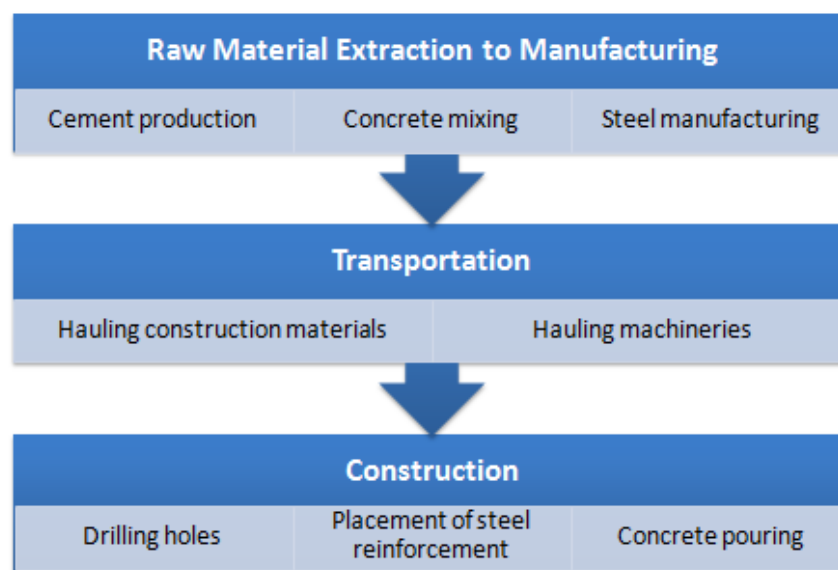 Raw Material Extraction to Manufacturing
Cement production
Concrete mixing
Steel manufacturing
Transportation
Hauling construction materials
Hauling machineries
Construction
Drilling holes
Placement of steel
reinforcement
Concrete pouring